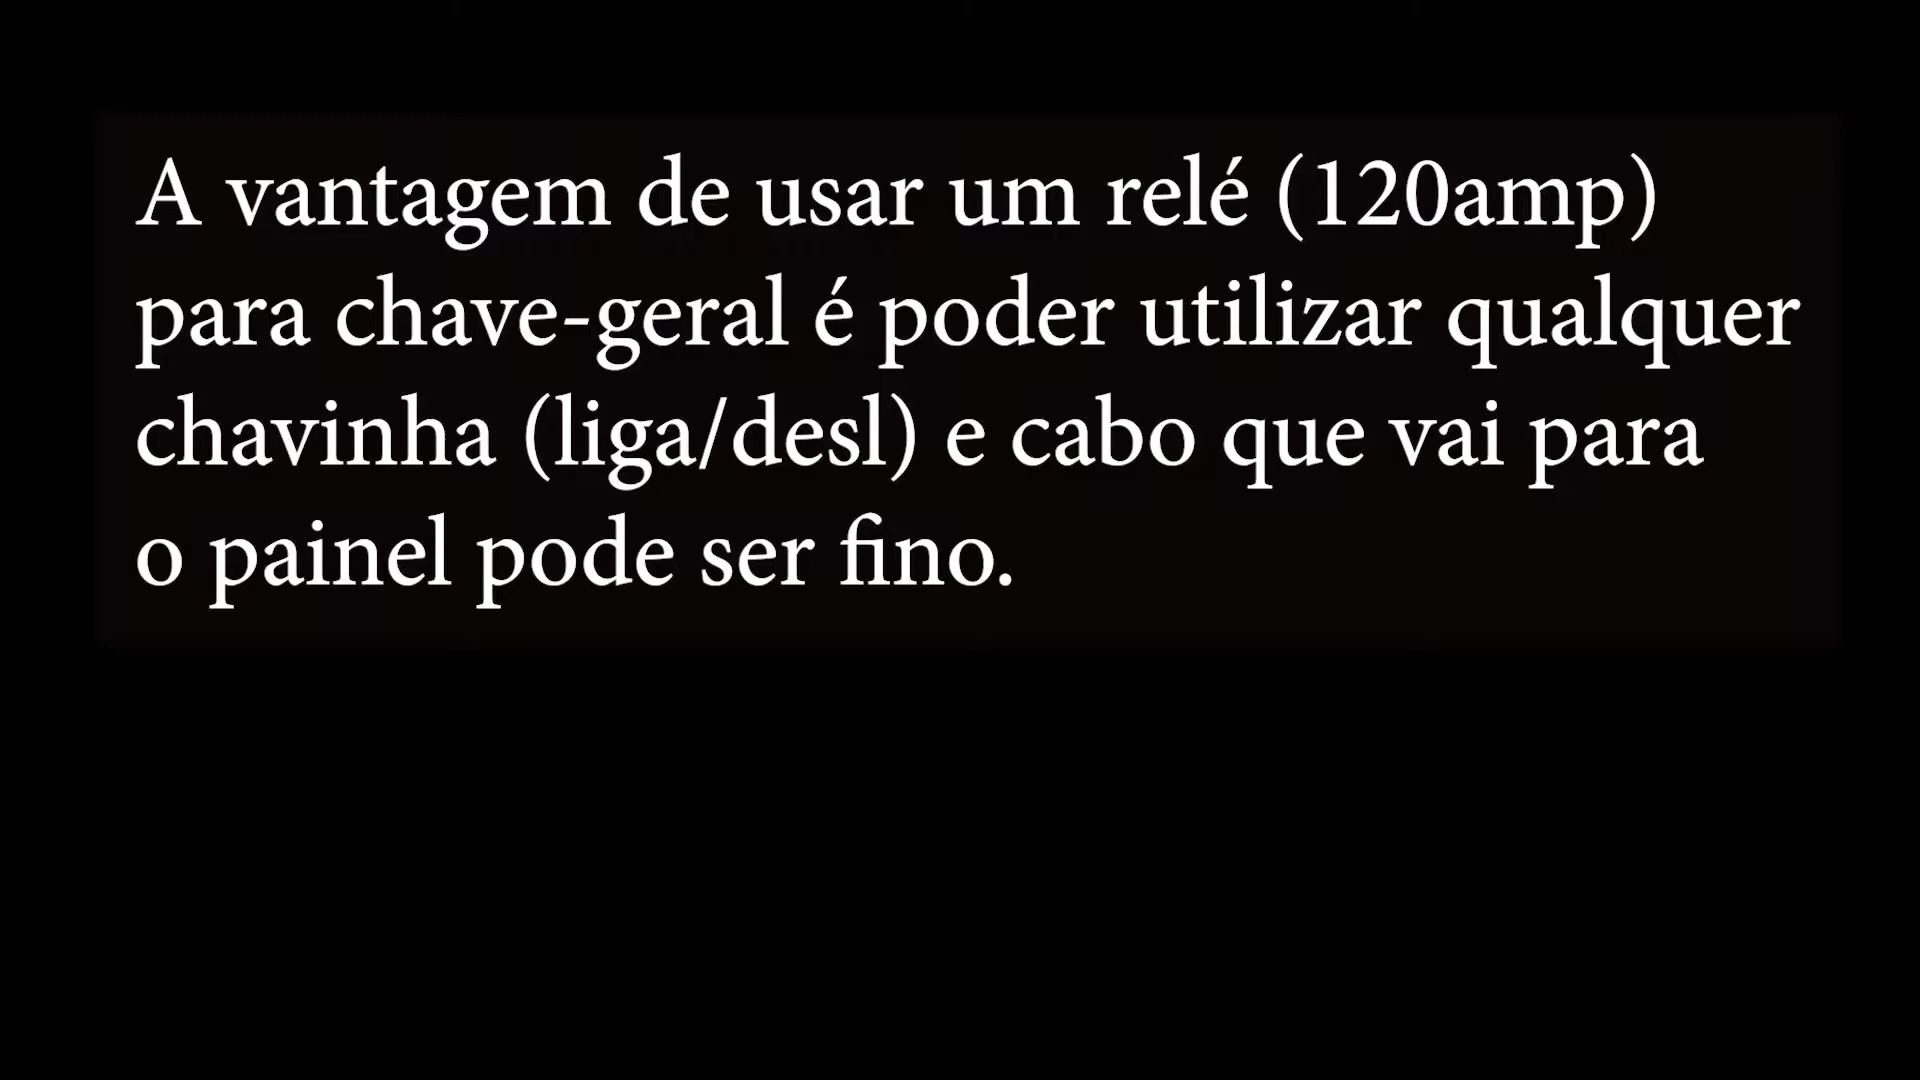 A vantagem de usar um relé (120amp)
para chave-geral é poder utilizar qualquer
chavinha (liga/desl) e cabo que vai para
o painel pode ser fino.